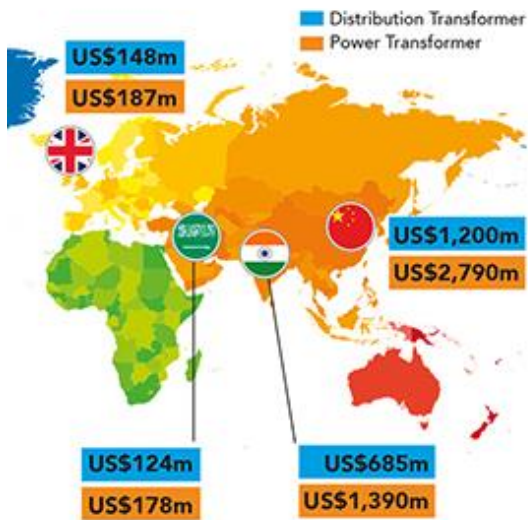 Distribution Transformer
Power Transformer
US$148m
US$187m
US$1,200m
US$2,790m
US$124m
US$178m
US$685m
US$1,390m